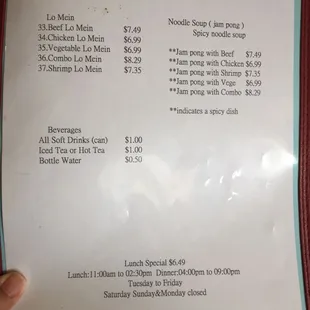 Lo Mein
33.Beef Lo Mein $7.49
34.Chicken Lo Mein $6.99
35.Vegetable Lo Mein $6.99
36.Combo Lo Mein $8.29
37.Shrimp Lo Mein $7.35
Noodle Soup ( jam pong )
Spicy noodle soup
**Jam pong with Beef $7.49
**Jam pong with Chicken $6.99
**Jam pong with Shrimp $7.35
**Jam pong with Vege $6.99
**Jam pong with Combo $8.29
**indicates a spicy dish
Beverages
All Soft Drinks (can) $1.00
Iced Tea or Hot Tea $1.00
Bottle Water $0.50
Lunch Special $6.49
Lunch:11:00am to 02:30pm Dinner:04:00pm to 09:00pm
Tuesday to Friday
Saturday Sunday&Monday closed